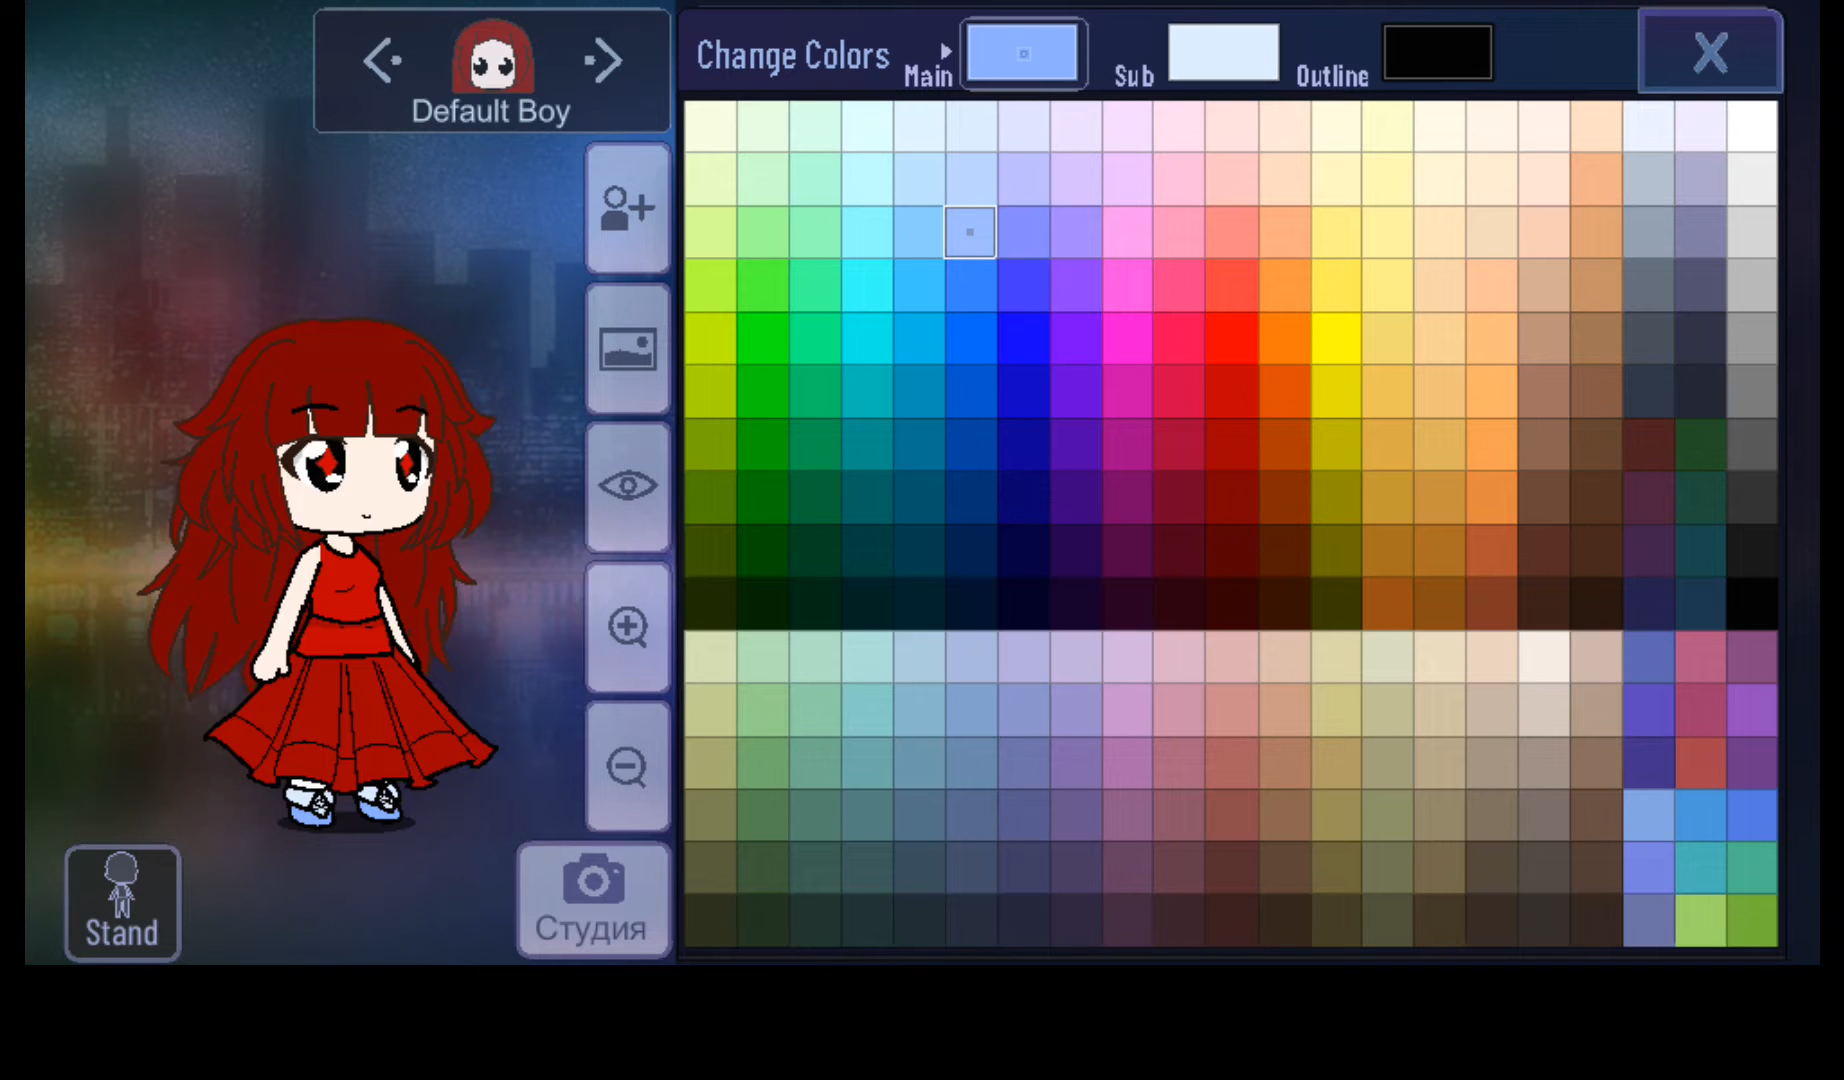 Default Boy
Change Colors
Main
Sub
Outline
X
Stand
Студия